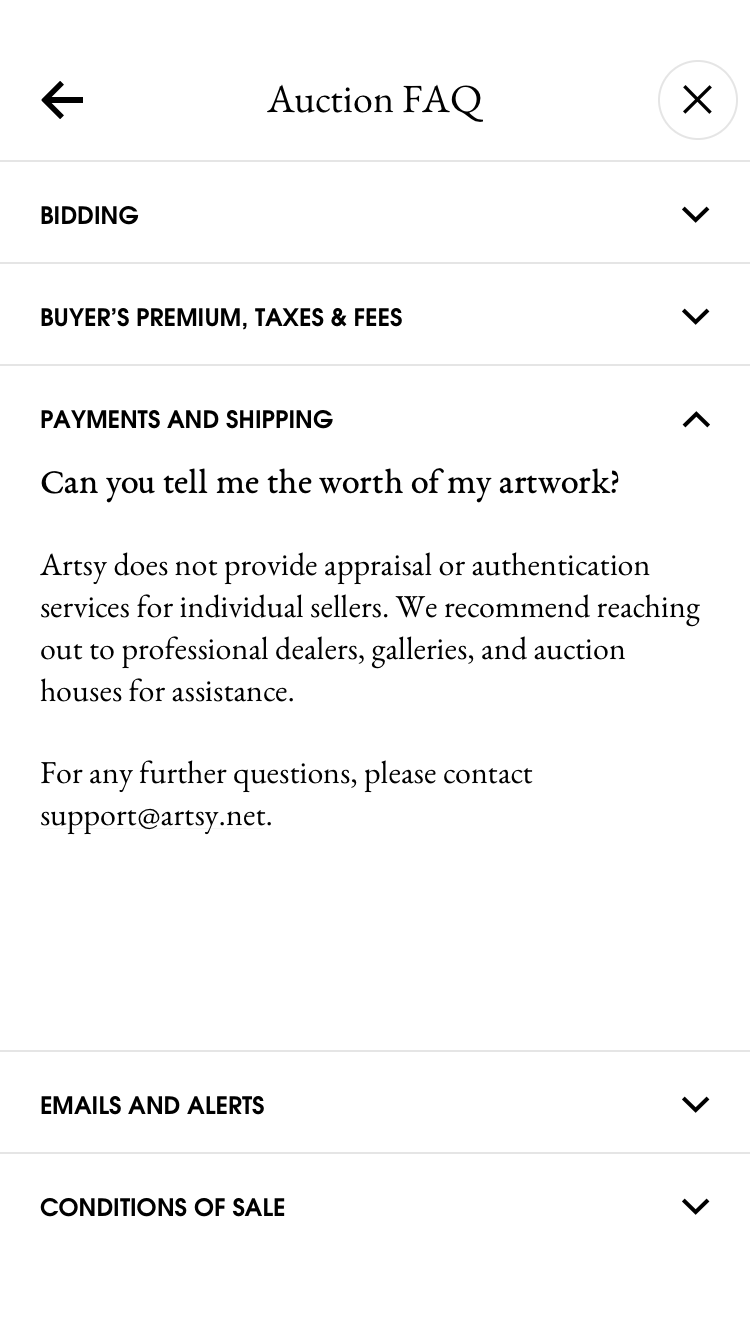 Auction FAQ
BIDDING
BUYER’S PREMIUM, TAXES & FEES
PAYMENTS AND SHIPPING
Can you tell me the worth of my artwork?
Artsy does not provide appraisal or authentication
services for individual sellers. We recommend reaching
out to professional dealers, galleries, and auction
houses for assistance.
For any further questions, please contact
support@artsy.net.
EMAILS AND ALERTS
CONDITIONS OF SALE